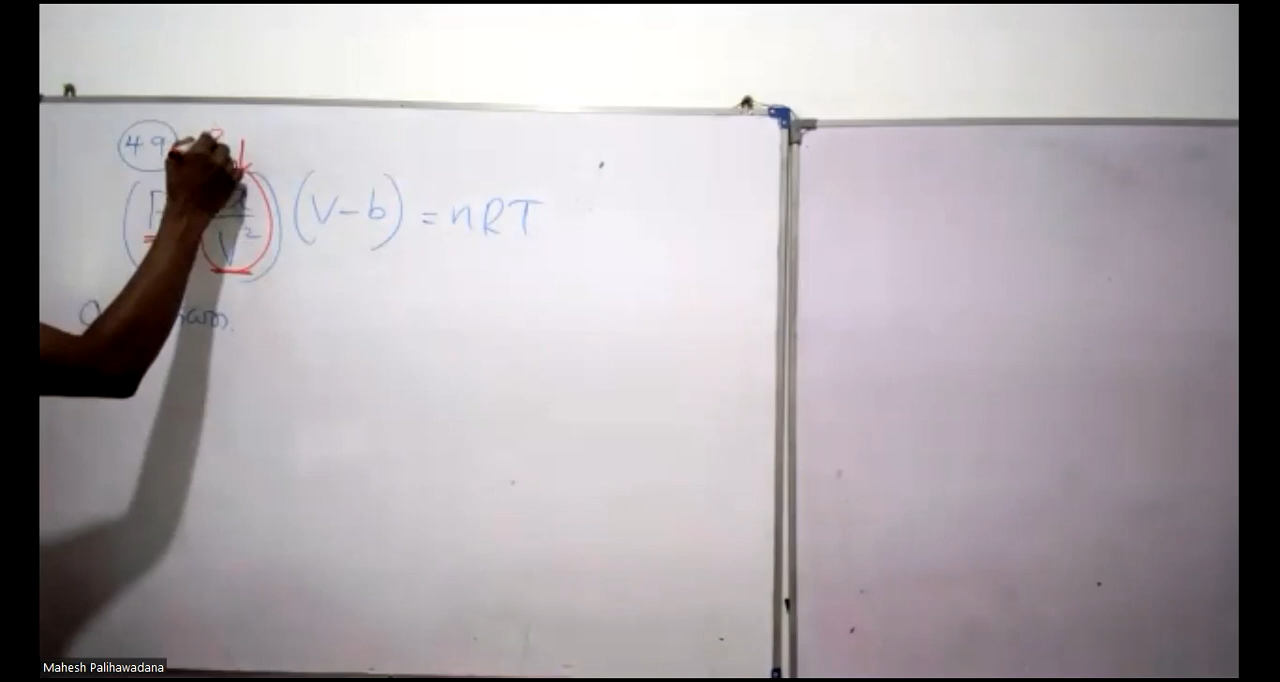 49
(P a/V²) (V-b) = nRT
Mahesh Palihawadana